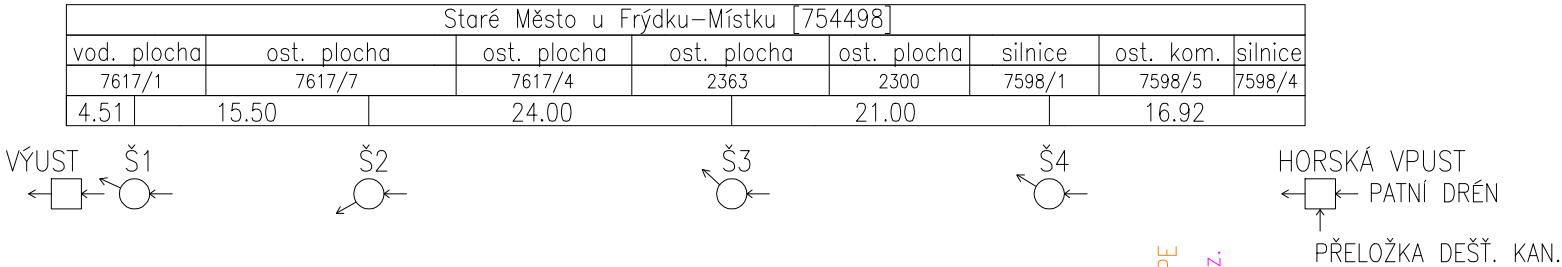 Staré Město u Frýdku-Místku [754498]
vod. plocha ost. plocha ost. plocha ost. plocha ost. plocha silnice ost. kom. silnice
7617/1 7617/7 7617/4 2363 2300 7598/1 7598/5 7598/4
4.51 15.50 24.00 21.00 16.92
VÝUST Š1 Š2 Š3 Š4 HORSKÁ VPUST
PATNÍ DRÉN
PŘELOŽKA DEŠŤ. KAN.
PE
z.